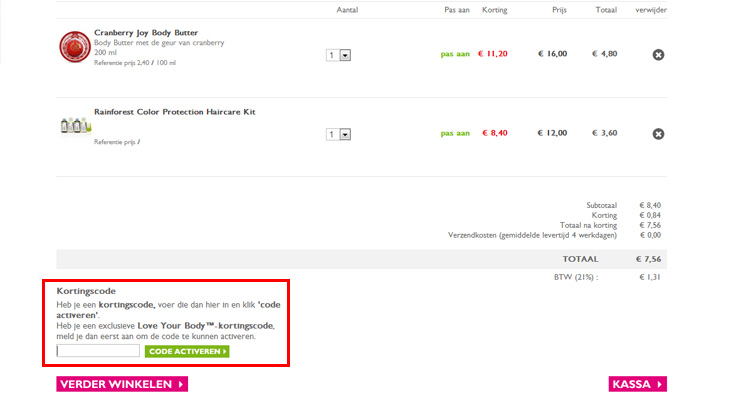 Aantal Pas aan Korting Prijs Totaal verwijder
Cranberry Joy Body Butter
Body Butter met de geur van cranberry
200 ml
Referentie prijs 2,40 / 100 ml
1 pas aan € 11,20 € 16,00 € 4,80
Rainforest Color Protection Haircare Kit
Referentie prijs /
1 pas aan € 8,40 € 12,00 € 3,60
Subtotaal € 8,40
Korting € 0,84
Totaal na korting € 7,56
Verzendkosten (gemiddelde levertijd 4 werkdagen) € 0,00
TOTAAL € 7,56
BTW (21%) : € 1,31
Kortingscode
Heb je een kortingscode, voer die dan hier in en klik 'code
activeren'.
Heb je een exclusieve Love Your Body™-kortingscode,
meld je dan eerst aan om de code te kunnen activeren.
CODE ACTIVEREN
VERDER WINKELEN
KASSA